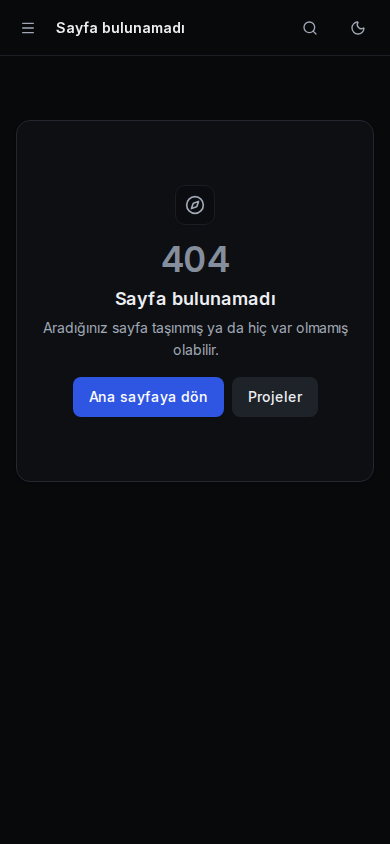 Sayfa bulunamadı
404
Sayfa bulunamadı
Aradığınız sayfa taşınmış ya da hiç var olmamış
olabilir.
Ana sayfaya dön
Projeler